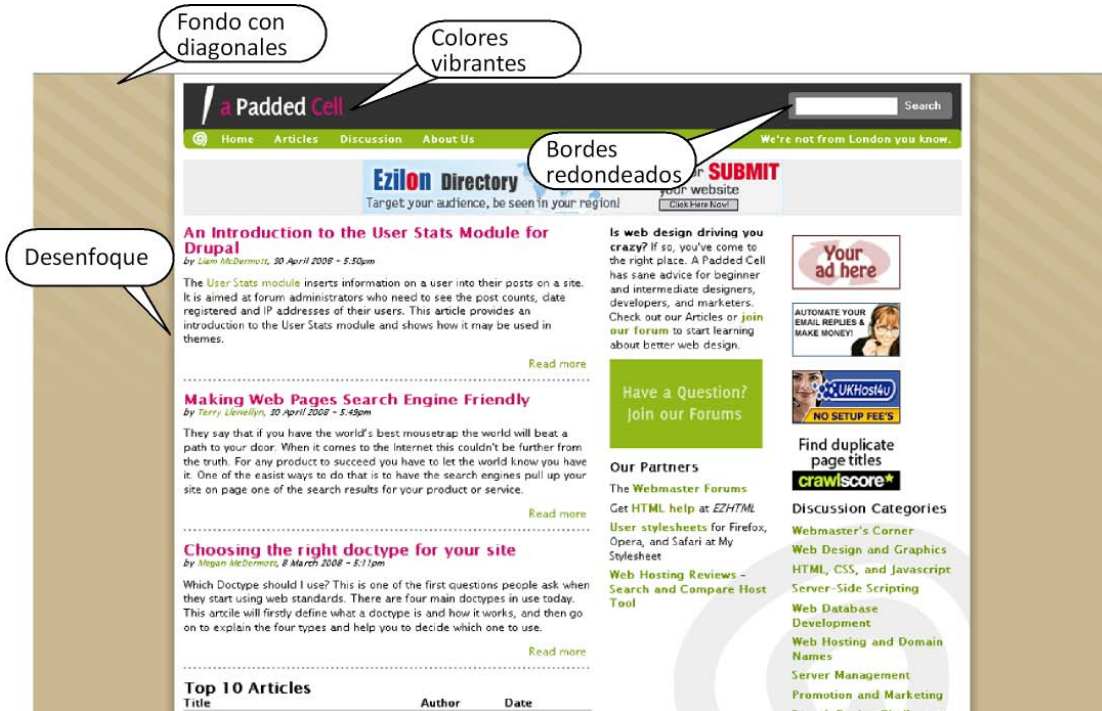 Fondo con
diagonales
Colores
vibrantes
a Padded Cell
Search
Home Articles Discussion About Us
We're not from London you know.
Bordes
redondeados
Ezilon Directory
Target your audience, be seen in your region!
SUBMIT
your website
Click Here Now!
Desenfoque
An Introduction to the User Stats Module for
Drupal
by Liam McDermott, 30 April 2008 - 5:50pm
The User Stats module inserts information on a user into their posts on a site.
It is aimed at forum administrators who need to see the post counts, date
registered and IP addresses of their users. This article provides an
introduction to the User Stats module and shows how it may be used in
themes.
Read more
Making Web Pages Search Engine Friendly
by Terry Llewellyn, 30 April 2008 - 5:49pm
They say that if you have the world's best mousetrap the world will beat a
path to your door. When it comes to the Internet this couldn't be further from
the truth. For any product to succeed you have to let the world know you have
it. One of the easist ways to do that is to have the search engines pull up your
site on page one of the search results for your product or service.
Read more
Choosing the right doctype for your site
by Megan McDermott, 8 March 2008 - 5:11pm
Which Doctype should I use? This is one of the first questions people ask when
they start using web standards. There are four main doctypes in use today.
This artcile will firstly define what a doctype is and how it works, and then go
on to explain the four types and help you to decide which one to use.
Read more
Top 10 Articles
Title Author Date
Is web design driving you
crazy? If so, you've come to
the right place. A Padded Cell
has sane advice for beginner
and intermediate designers,
developers, and marketers.
Check out our Articles or join
our forum to start learning
about better web design.
Have a Question?
Join our Forums
Our Partners
The Webmaster Forums
Get HTML help at EZHTML
User stylesheets for Firefox,
Opera, and Safari at My
Stylesheet
Web Hosting Reviews -
Search and Compare Host
Tool
Your
ad here
AUTOMATE YOUR
EMAIL REPLIES &
MAKE MONEY!
UKHost4u
NO SETUP FEE'S
Find duplicate
page titles
crawlscore
Discussion Categories
Webmaster's Corner
Web Design and Graphics
HTML, CSS, and Javascript
Server-Side Scripting
Web Database
Development
Web Hosting and Domain
Names
Server Management
Promotion and Marketing